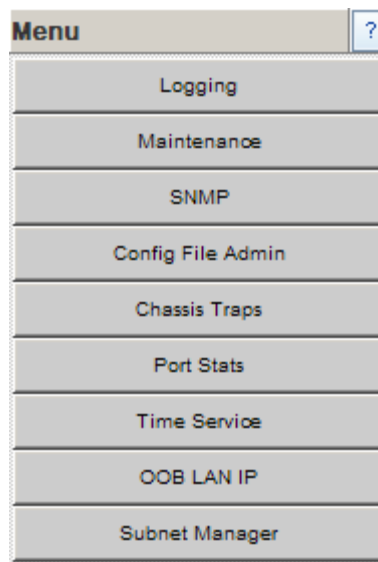 Menu ?
Logging
Maintenance
SNMP
Config File Admin
Chassis Traps
Port Stats
Time Service
OOB LAN IP
Subnet Manager